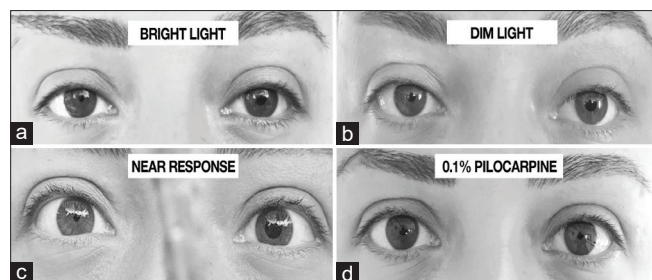 BRIGHT LIGHT
DIM LIGHT
a
b
NEAR RESPONSE
0.1% PILOCARPINE
c
d